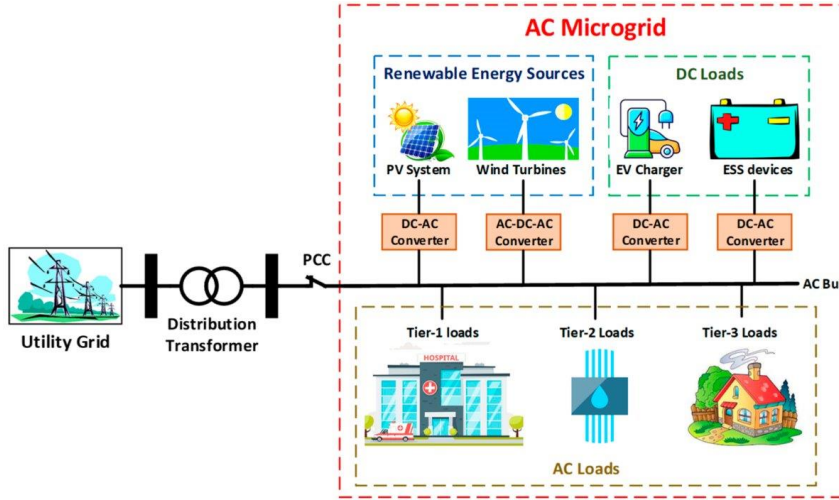 AC Microgrid
Renewable Energy Sources
DC Loads
PV System
Wind Turbines
EV Charger
ESS devices
DC-AC
Converter
AC-DC-AC
Converter
DC-AC
Converter
DC-AC
Converter
PCC
AC Bu
Utility Grid
Distribution
Transformer
Tier-1 loads
Tier-2 Loads
Tier-3 Loads
HOSPITAL
AC Loads